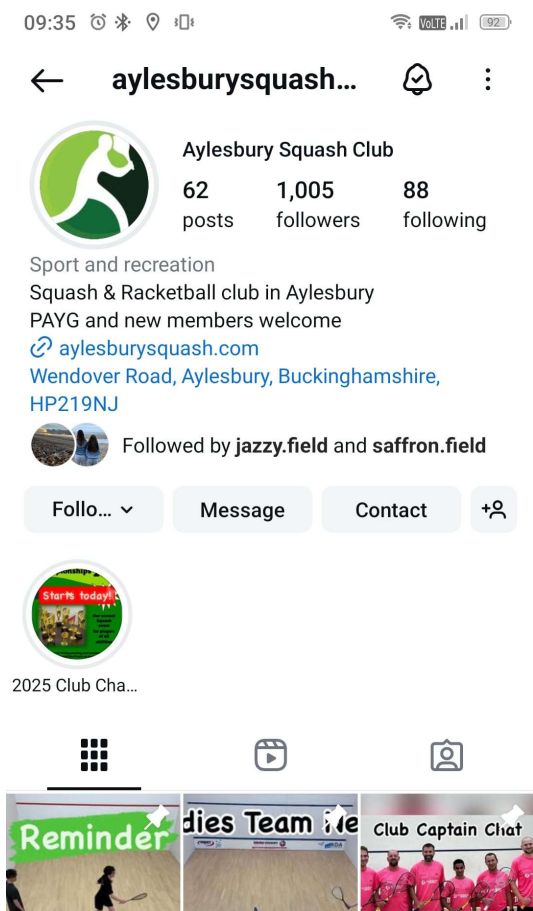 09:35
VoLTE
92
aylesburysquash...
Aylesbury Squash Club
62
1,005
88
posts
followers
following
Sport and recreation
Squash & Racketball club in Aylesbury
PAYG and new members welcome
aylesburysquash.com
Wendover Road, Aylesbury, Buckinghamshire,
HP219NJ
Followed by jazzy.field and saffron.field
Follo...
Message
Contact
Starts today!
2025 Club Cha...
Reminder
dies Team Ne
Club Captain Chat